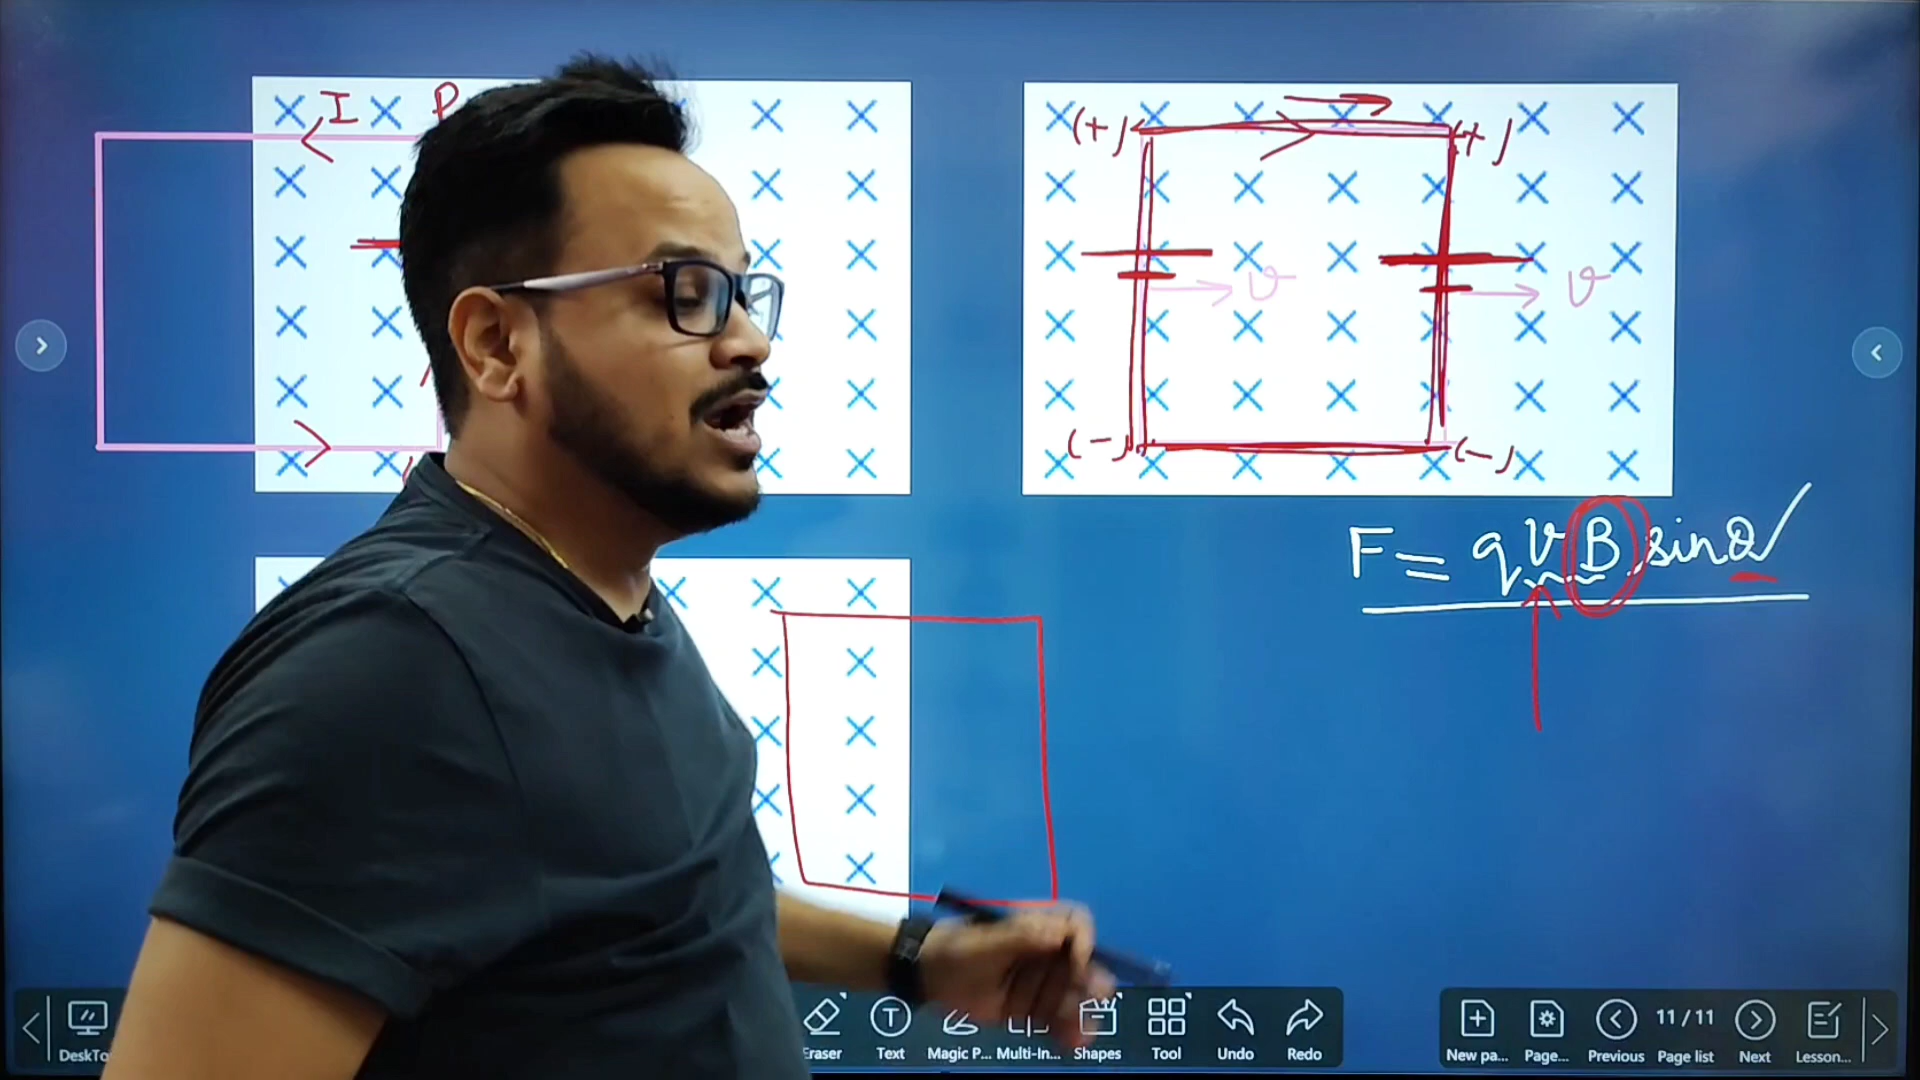 I P
(+) (+)
v v
(-) (-)
F = qvB sinθ
DeskTo
Eraser Text Magic P... Multi-In... Shapes Tool Undo Redo
New pa... Page... Previous 11/11 Page list Next Lesson...